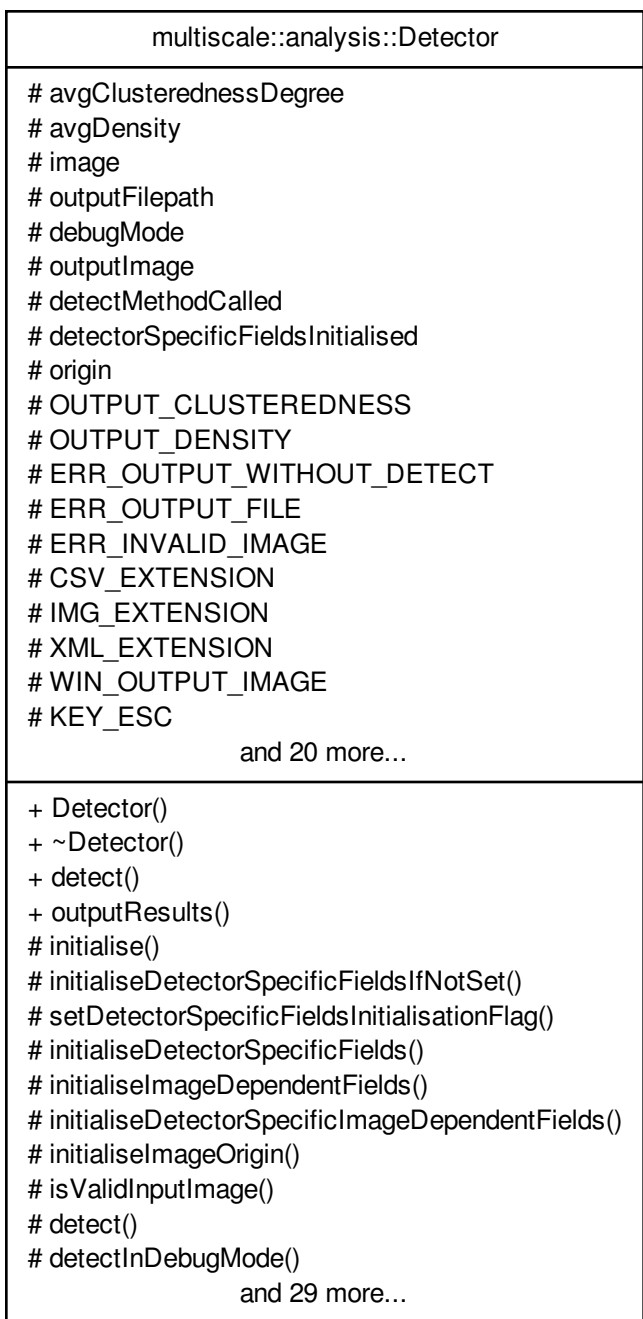 multiscale::analysis::Detector
# avgClusterednessDegree
# avgDensity
# image
# outputFilepath
# debugMode
# outputImage
# detectMethodCalled
# detectorSpecificFieldsInitialised
# origin
# OUTPUT_CLUSTEREDNESS
# OUTPUT_DENSITY
# ERR_OUTPUT_WITHOUT_DETECT
# ERR_OUTPUT_FILE
# ERR_INVALID_IMAGE
# CSV_EXTENSION
# IMG_EXTENSION
# XML_EXTENSION
# WIN_OUTPUT_IMAGE
# KEY_ESC
and 20 more...
+ Detector()
+ ~Detector()
+ detect()
+ outputResults()
# initialise()
# initialiseDetectorSpecificFieldsIfNotSet()
# setDetectorSpecificFieldsInitialisationFlag()
# initialiseDetectorSpecificFields()
# initialiseImageDependentFields()
# initialiseDetectorSpecificImageDependentFields()
# initialiseImageOrigin()
# isValidInputImage()
# detect()
# detectInDebugMode()
and 29 more...